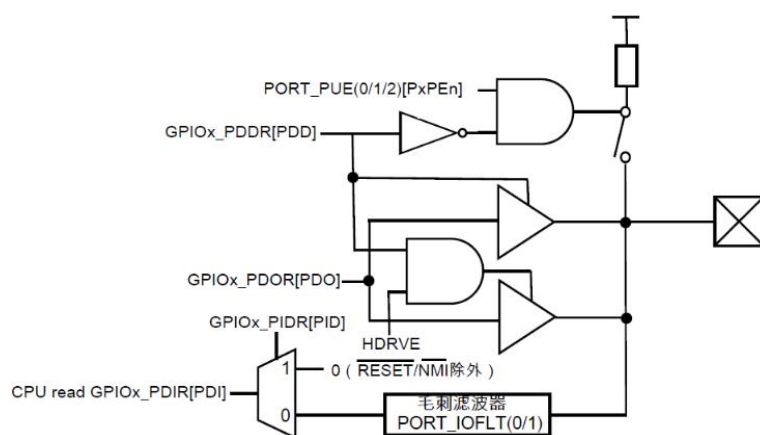 PORT_PUE(0/1/2)[PxPEn]
GPIOx_PDDR[PDD]
GPIOx_PDOR[PDO]
HDRVE
GPIOx_PIDR[PID]
1
0（RESET/NMI除外）
CPU read GPIOx_PDIR[PDI]
0
毛刺滤波器
PORT_IOFLT(0/1)